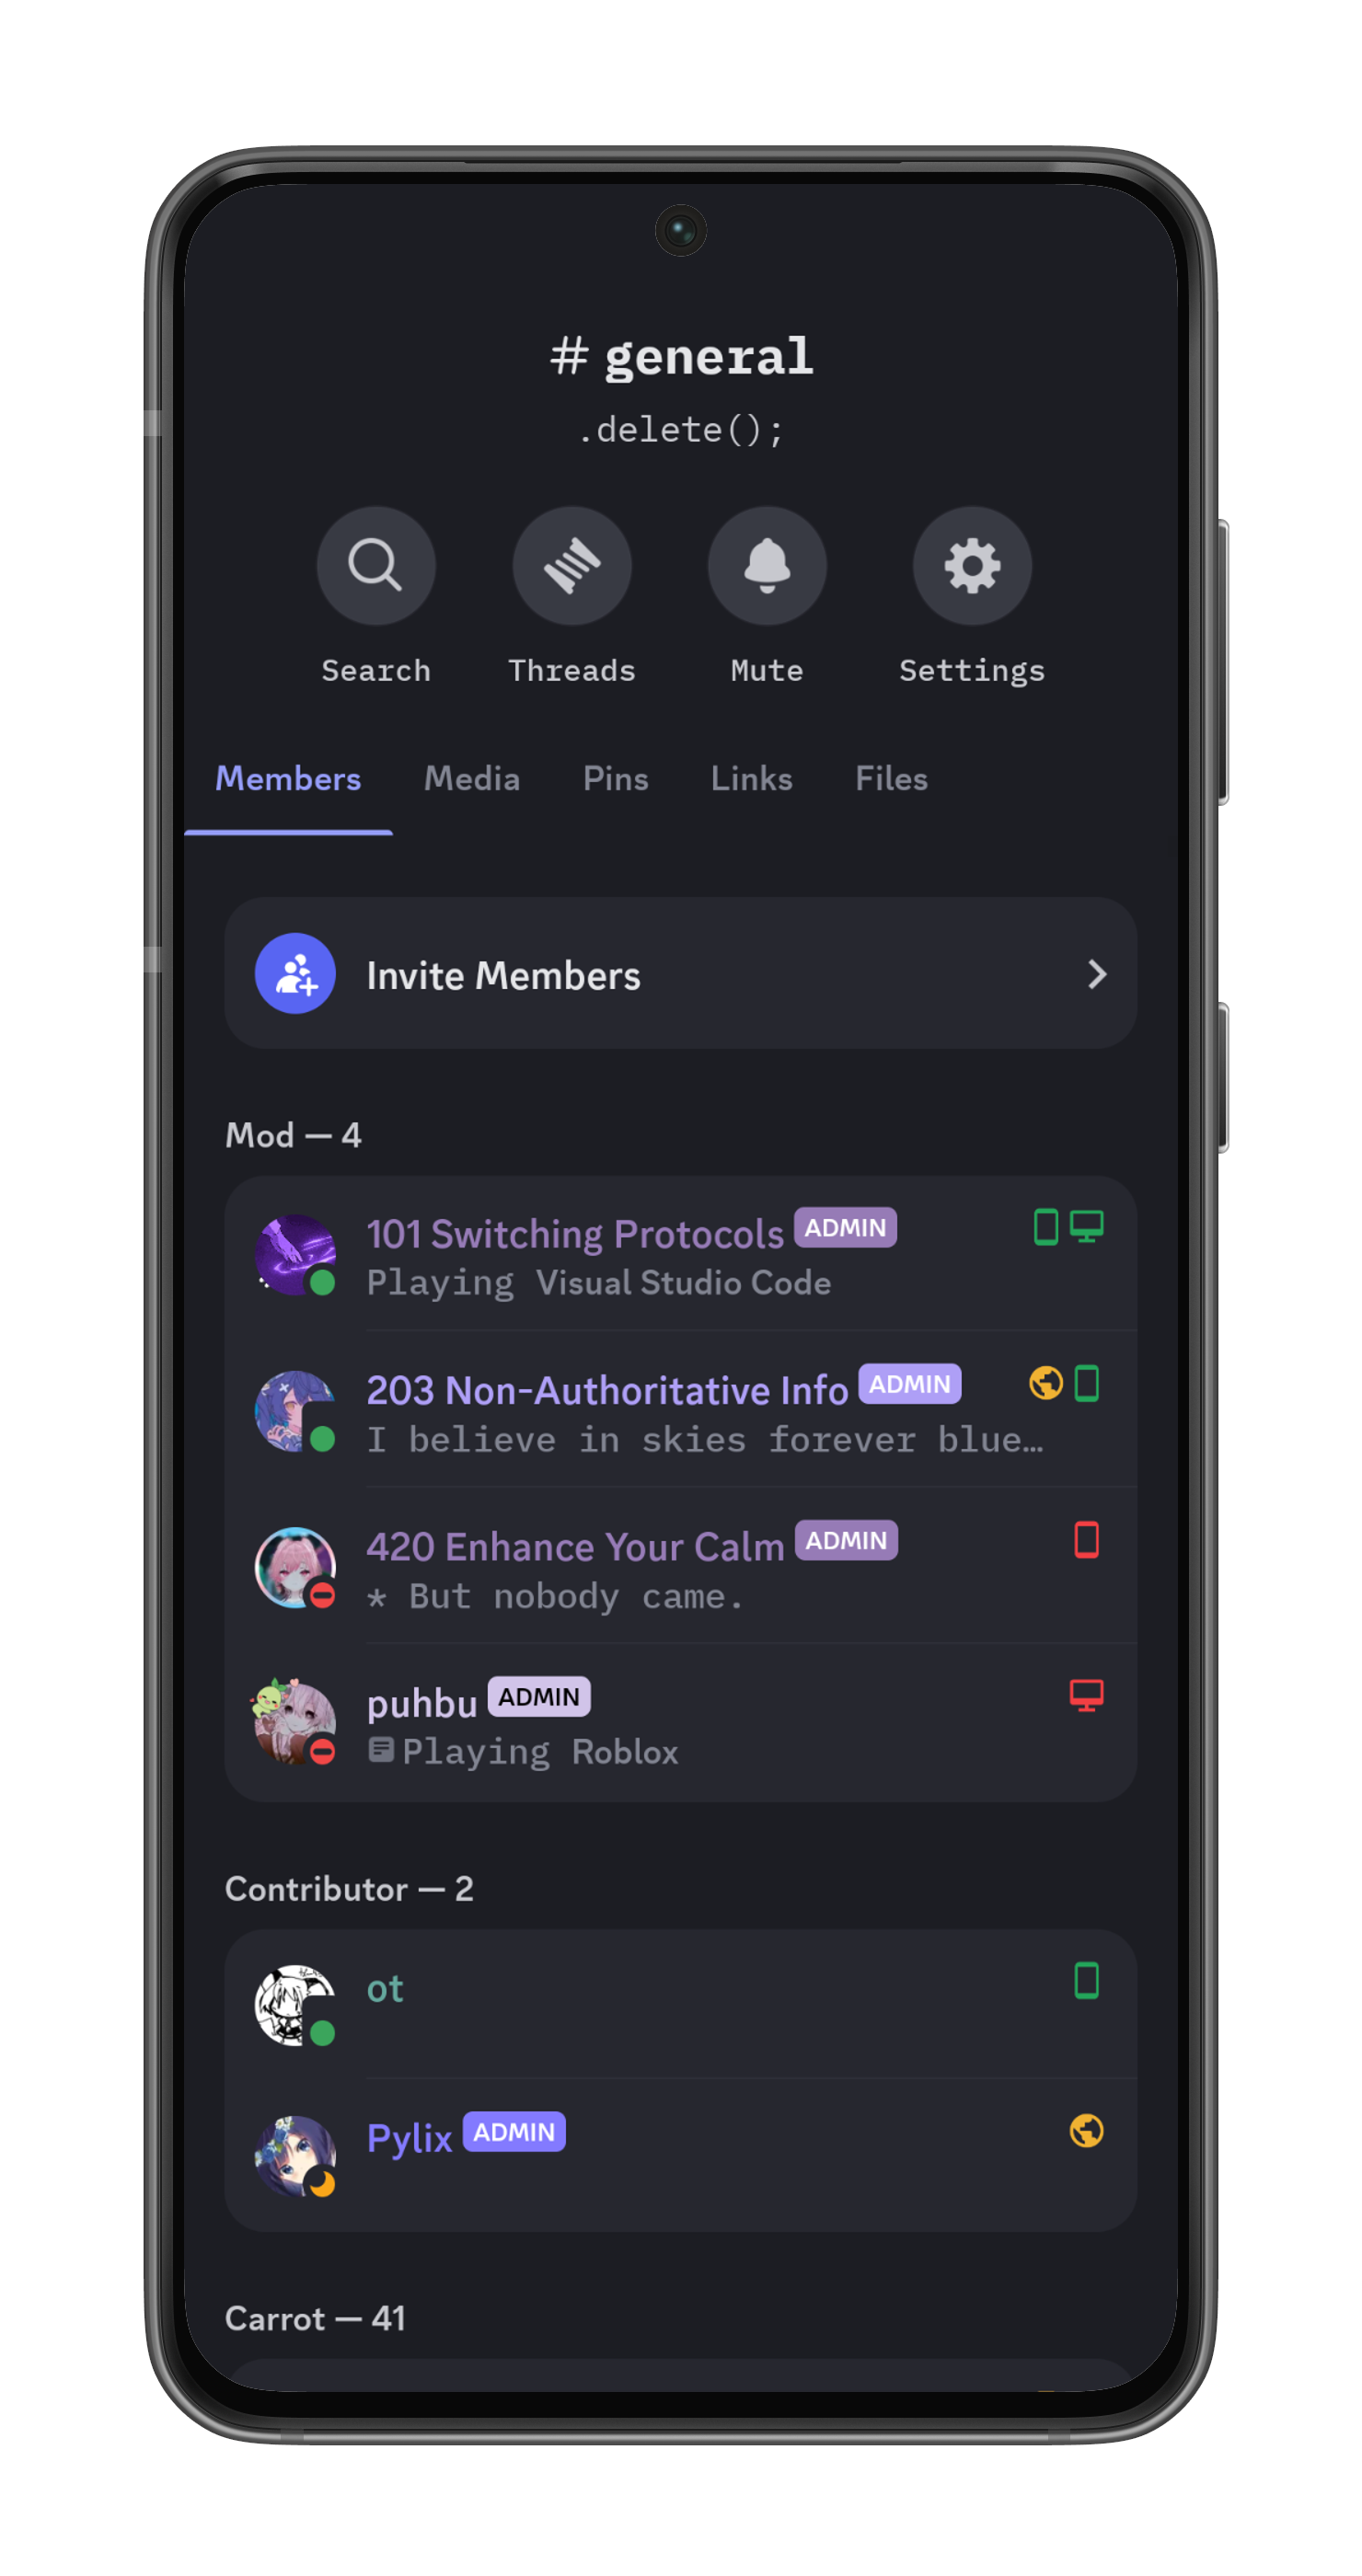 # general
.delete();
Search Threads Mute Settings
Members Media Pins Links Files
Invite Members
Mod — 4
101 Switching Protocols ADMIN
Playing Visual Studio Code
203 Non-Authoritative Info ADMIN
I believe in skies forever blue…
420 Enhance Your Calm ADMIN
* But nobody came.
puhbu ADMIN
Playing Roblox
Contributor — 2
ot
Pylix ADMIN
Carrot — 41